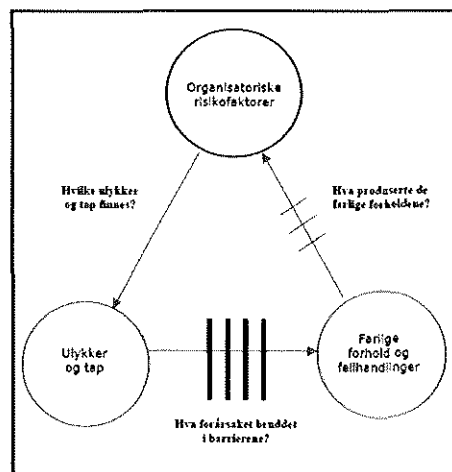 Organisatoriske
risikofaktorer
Hvilke ulykker
og tap finnes?
Hva produserte de
farlige forholdene?
Ulykker
og tap
Farlige
forhold og
feilhandlinger
Hva forårsaket bruddet
i barrierene?